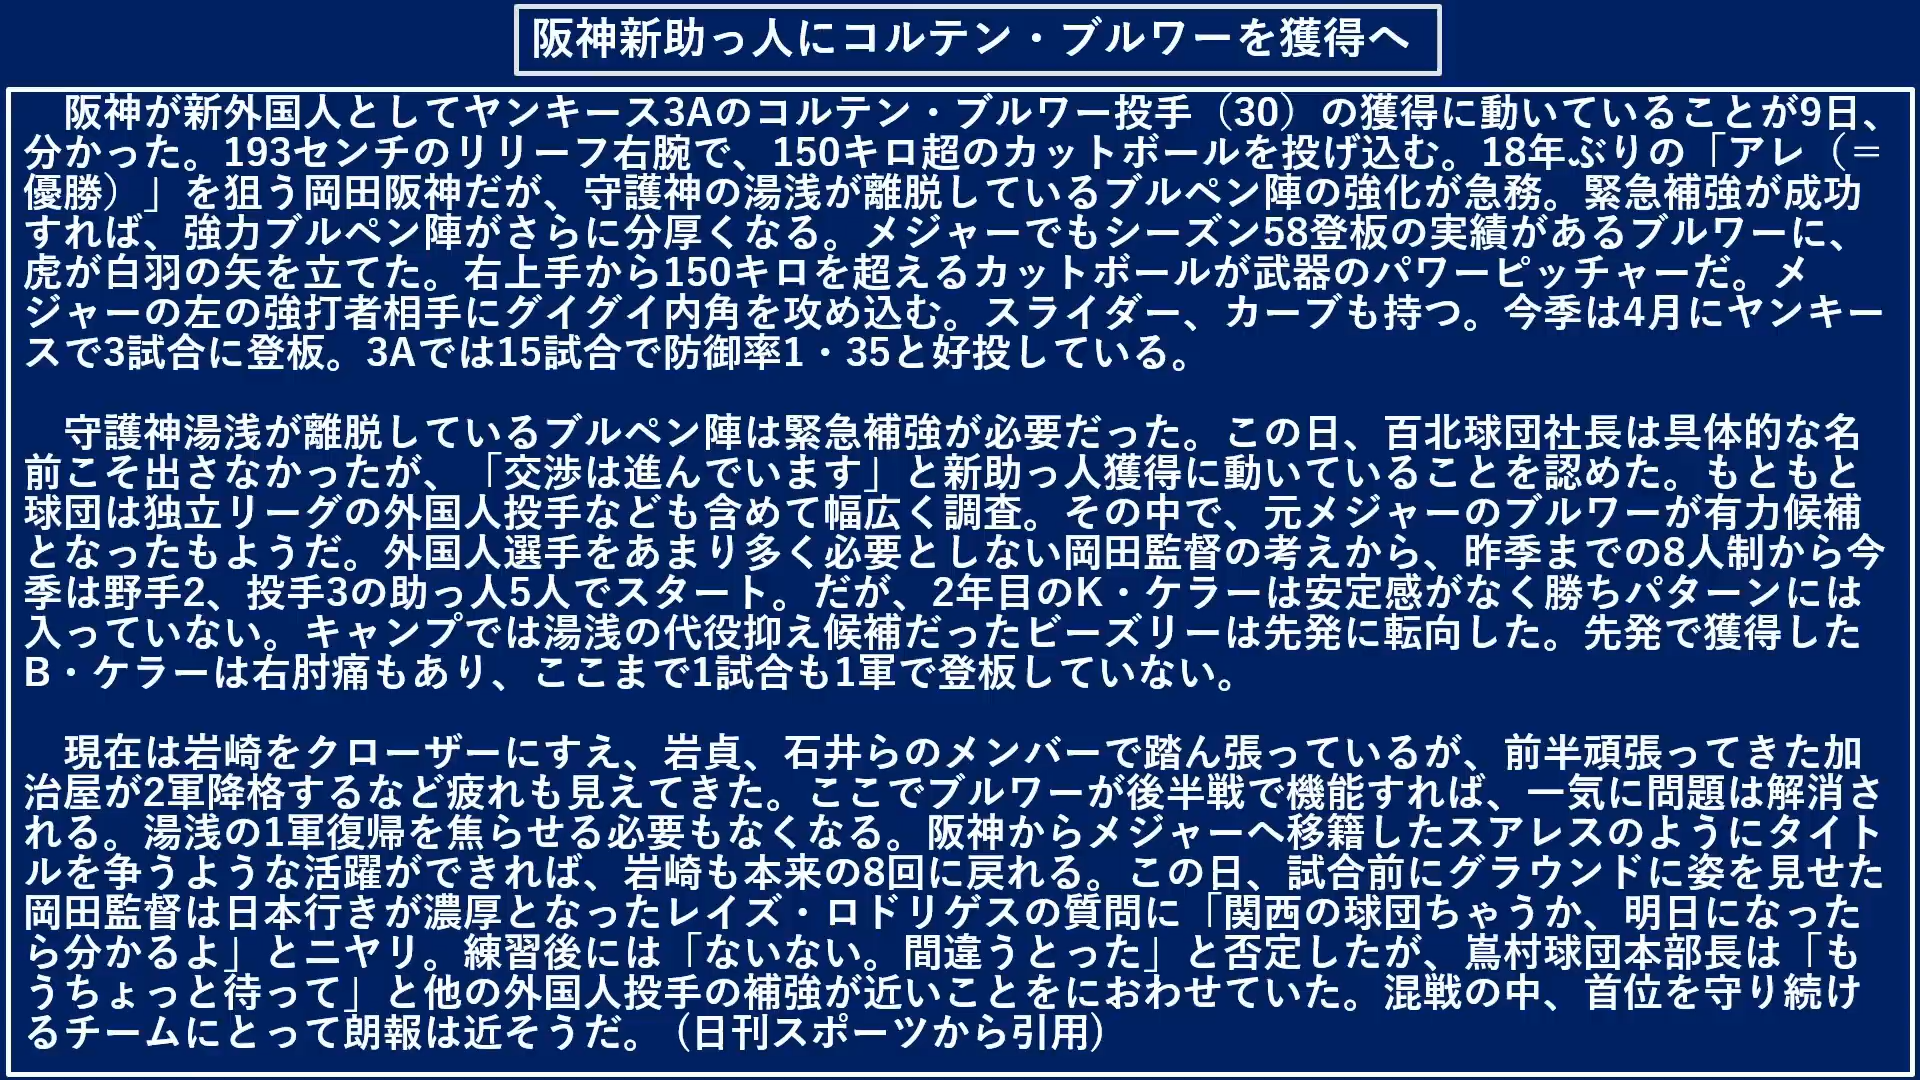 阪神新助っ人にコルテン・ブルワーを獲得へ
阪神が新外国人としてヤンキース3Aのコルテン・ブルワー投手（30）の獲得に動いていることが9日、
分かった。193センチのリリーフ右腕で、150キロ超のカットボールを投げ込む。18年ぶりの「アレ（＝
優勝）」を狙う岡田阪神だが、守護神の湯浅が離脱しているブルペン陣の強化が急務。緊急補強が成功
すれば、強力ブルペン陣がさらに分厚くなる。メジャーでもシーズン58登板の実績があるブルワーに、
虎が白羽の矢を立てた。右上手から150キロを超えるカットボールが武器のパワーピッチャーだ。メ
ジャーの左の強打者相手にグイグイ内角を攻め込む。スライダー、カーブも持つ。今季は4月にヤンキー
スで3試合に登板。3Aでは15試合で防御率1・35と好投している。
守護神湯浅が離脱しているブルペン陣は緊急補強が必要だった。この日、百北球団社長は具体的な名
前こそ出さなかったが、「交渉は進んでいます」と新助っ人獲得に動いていることを認めた。もともと
球団は独立リーグの外国人投手なども含めて幅広く調査。その中で、元メジャーのブルワーが有力候補
となったもようだ。外国人選手をあまり多く必要としない岡田監督の考えから、昨季までの8人制から今
季は野手2、投手3の助っ人5人でスタート。だが、2年目のK・ケラーは安定感がなく勝ちパターンには
入っていない。キャンプでは湯浅の代役抑え候補だったビーズリーは先発に転向した。先発で獲得した
B・ケラーは右肘痛もあり、ここまで1試合も1軍で登板していない。
現在は岩崎をクローザーにすえ、岩貞、石井らのメンバーで踏ん張っているが、前半頑張ってきた加
治屋が2軍降格するなど疲れも見えてきた。ここでブルワーが後半戦で機能すれば、一気に問題は解消さ
れる。湯浅の1軍復帰を焦らせる必要もなくなる。阪神からメジャーへ移籍したスアレスのようにタイト
ルを争うような活躍ができれば、岩崎も本来の8回に戻れる。この日、試合前にグラウンドに姿を見せた
岡田監督は日本行きが濃厚となったレイズ・ロドリゲスの質問に「関西の球団ちゃうか、明日になった
ら分かるよ」とニヤリ。練習後には「ないない。間違うとった」と否定したが、嶌村球団本部長は「も
うちょっと待って」と他の外国人投手の補強が近いことをにおわせていた。混戦の中、首位を守り続け
るチームにとって朗報は近そうだ。（日刊スポーツから引用）